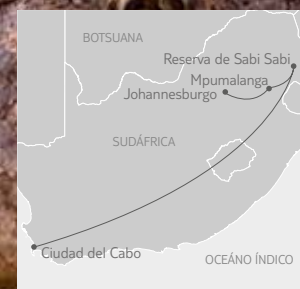 BOTSUANA
Reserva de Sabi Sabi
Mpumalanga
Johannesburgo
SUDÁFRICA
Ciudad del Cabo
OCEÁNO ÍNDICO